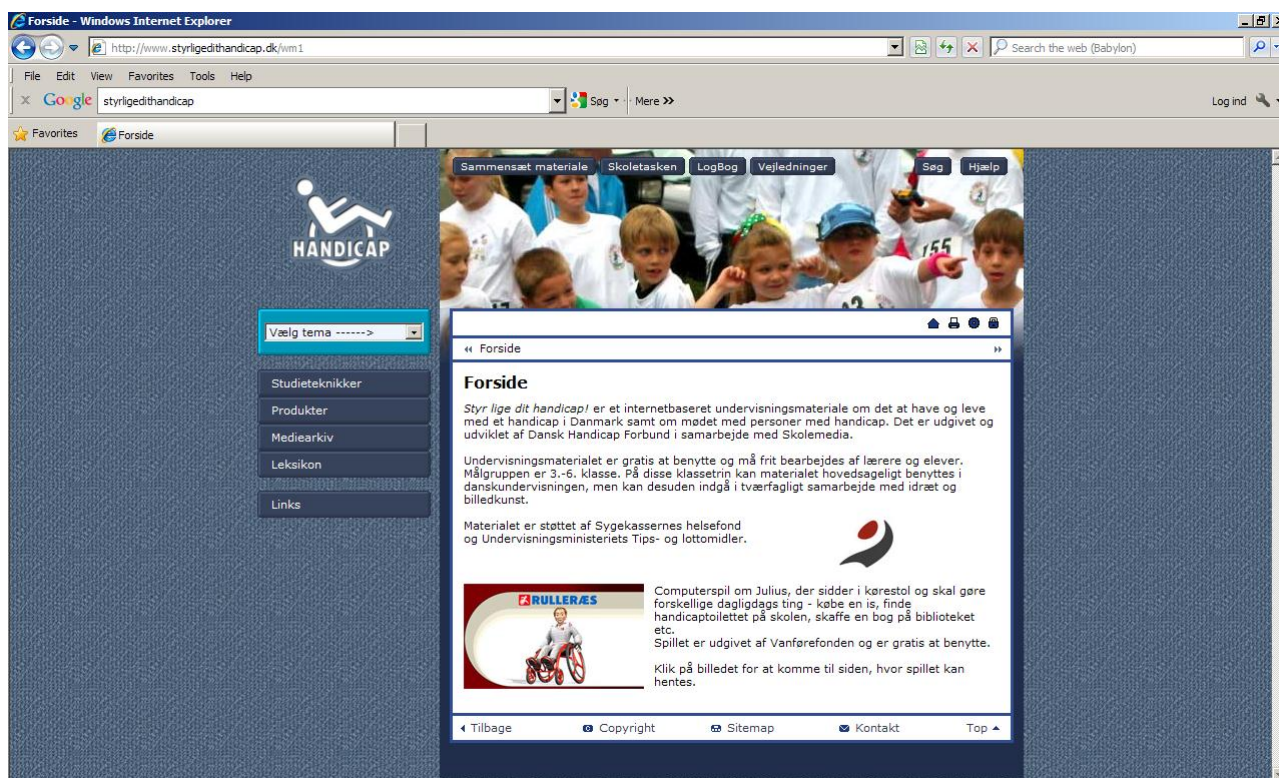 Forside - Windows Internet Explorer
http://www.styrligedithandicap.dk/wm1
Search the web (Babylon)
File Edit View Favorites Tools Help
Google styrligedithandicap Søg Mere >> Log ind
Favorites Forside
Sammensæt materiale Skoletasken LogBog Vejledninger Søg Hjælp
HANDICAP
155
Vælg tema ------>
Studieteknikker
Produkter
Mediearkiv
Leksikon
Links
Forside
Forside
Styr lige dit handicap! er et internetbaseret undervisningsmateriale om det at have og leve
med et handicap i Danmark samt om mødet med personer med handicap. Det er udgivet og
udviklet af Dansk Handicap Forbund i samarbejde med Skolemedia.
Undervisningsmaterialet er gratis at benytte og må frit bearbejdes af lærere og elever.
Målgruppen er 3.-6. klasse. På disse klassetrin kan materialet hovedsageligt benyttes i
danskundervisningen, men kan desuden indgå i tværfagligt samarbejde med idræt og
billedkunst.
Materialet er støttet af Sygekassernes helsefond
og Undervisningsministeriets Tips- og lottomidler.
RULLERÆS
Computerspil om Julius, der sidder i kørestol og skal gøre
forskellige dagligdags ting - købe en is, finde
handicaptoilettet på skolen, skaffe en bog på biblioteket
etc.
Spillet er udgivet af Vanførefonden og er gratis at benytte.
Klik på billedet for at komme til siden, hvor spillet kan
hentes.
Tilbage Copyright Sitemap Kontakt Top